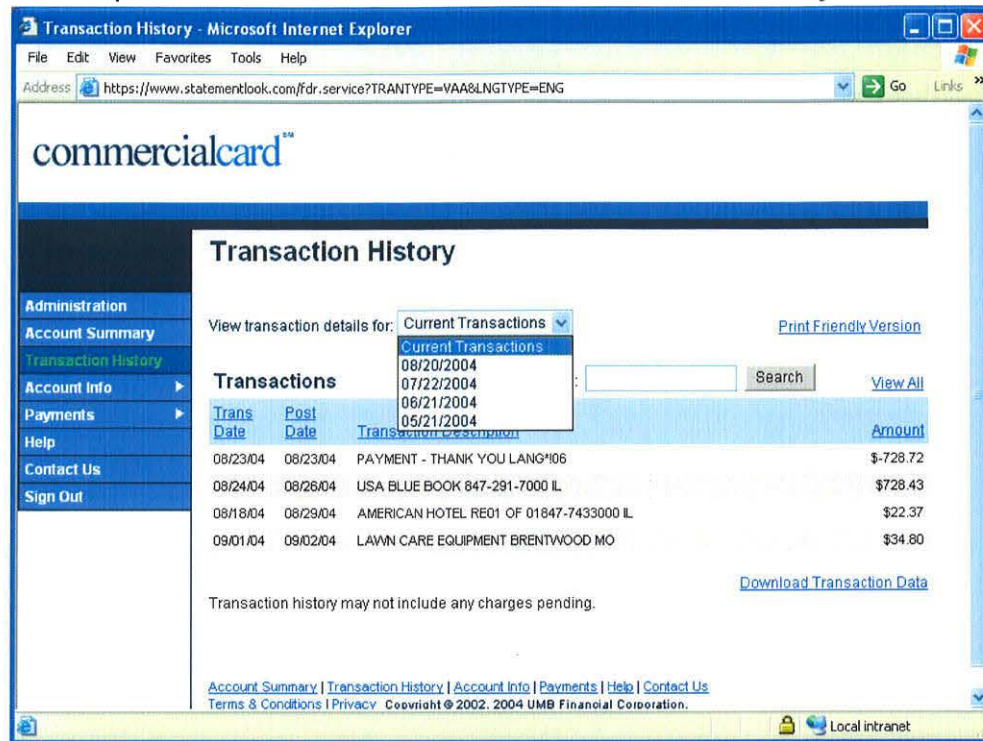 Transaction History - Microsoft Internet Explorer
File Edit View Favorites Tools Help
Address https://www.statementlook.com/fdr.service?TRANTYPE=VAA&LNGTYPE=ENG Go Links »
commercialcard℠
Transaction History
Administration
Account Summary
Transaction History
Account Info
Payments
Help
Contact Us
Sign Out
View transaction details for: Current Transactions
Print Friendly Version
Current Transactions
08/20/2004
07/22/2004
06/21/2004
05/21/2004
Transactions : Search View All
Trans Date Post Date Transaction Description Amount
08/23/04 08/23/04 PAYMENT - THANK YOU LANG*!06 $-728.72
08/24/04 08/26/04 USA BLUE BOOK 847-291-7000 IL $728.43
08/18/04 08/29/04 AMERICAN HOTEL RE01 OF 01847-7433000 IL $22.37
09/01/04 09/02/04 LAWN CARE EQUIPMENT BRENTWOOD MO $34.80
Download Transaction Data
Transaction history may not include any charges pending.
Account Summary | Transaction History | Account Info | Payments | Help | Contact Us
Terms & Conditions | Privacy Copyright © 2002, 2004 UMB Financial Corporation.
Local intranet